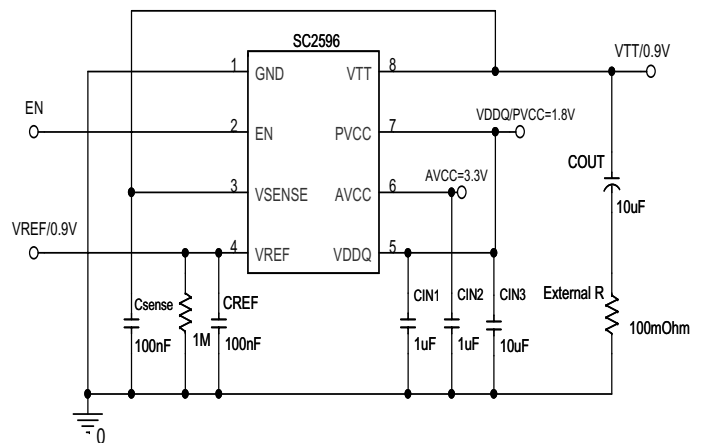 SC2596
VTT/0.9V
1 GND VTT 8
EN VDDQ/PVCC=1.8V
2 EN PVCC 7
COUT
AVCC=3.3V
3 VSENSE AVCC 6
10uF
VREF/0.9V
4 VREF VDDQ 5
Csense CREF CIN1 CIN2 CIN3 External R
100nF 1M 100nF 1uF 1uF 10uF 100mOhm
0